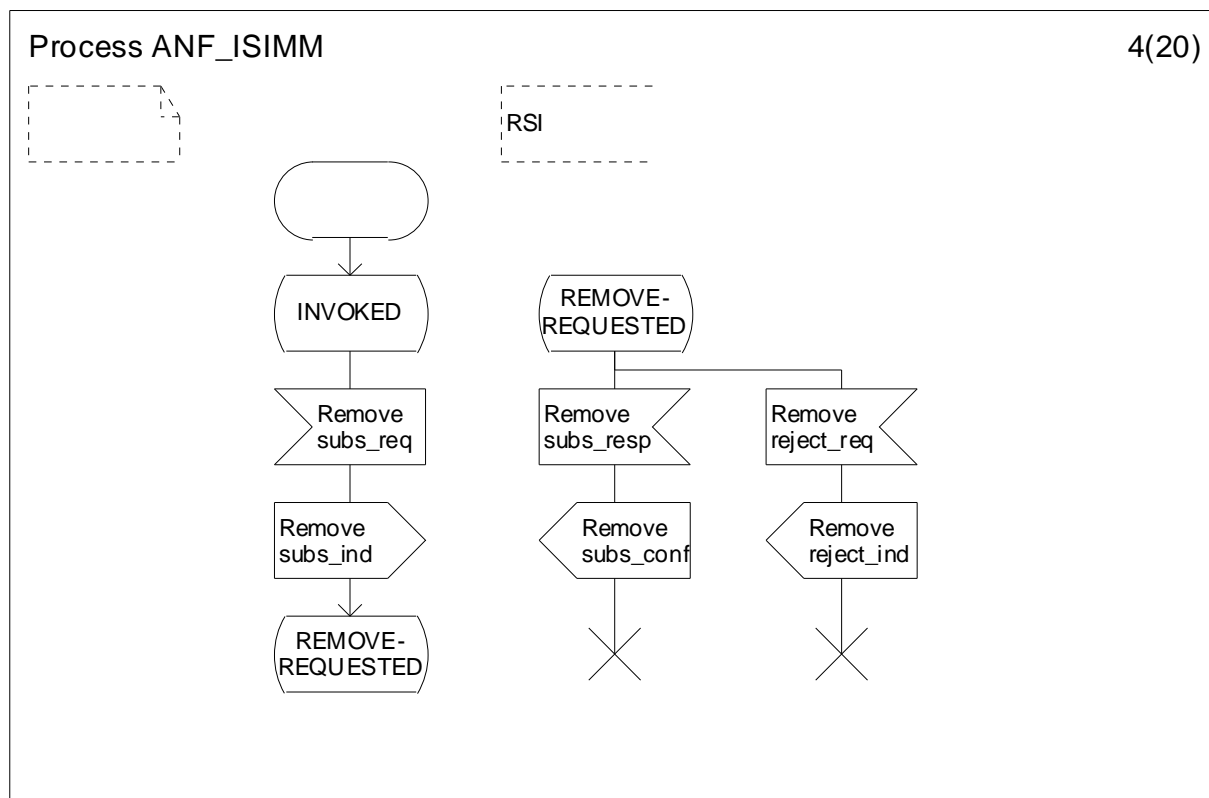 Process ANF_ISIMM
4(20)
RSI
INVOKED
Remove
subs_req
Remove
subs_ind
REMOVE-
REQUESTED
REMOVE-
REQUESTED
Remove
subs_resp
Remove
subs_conf
Remove
reject_req
Remove
reject_ind